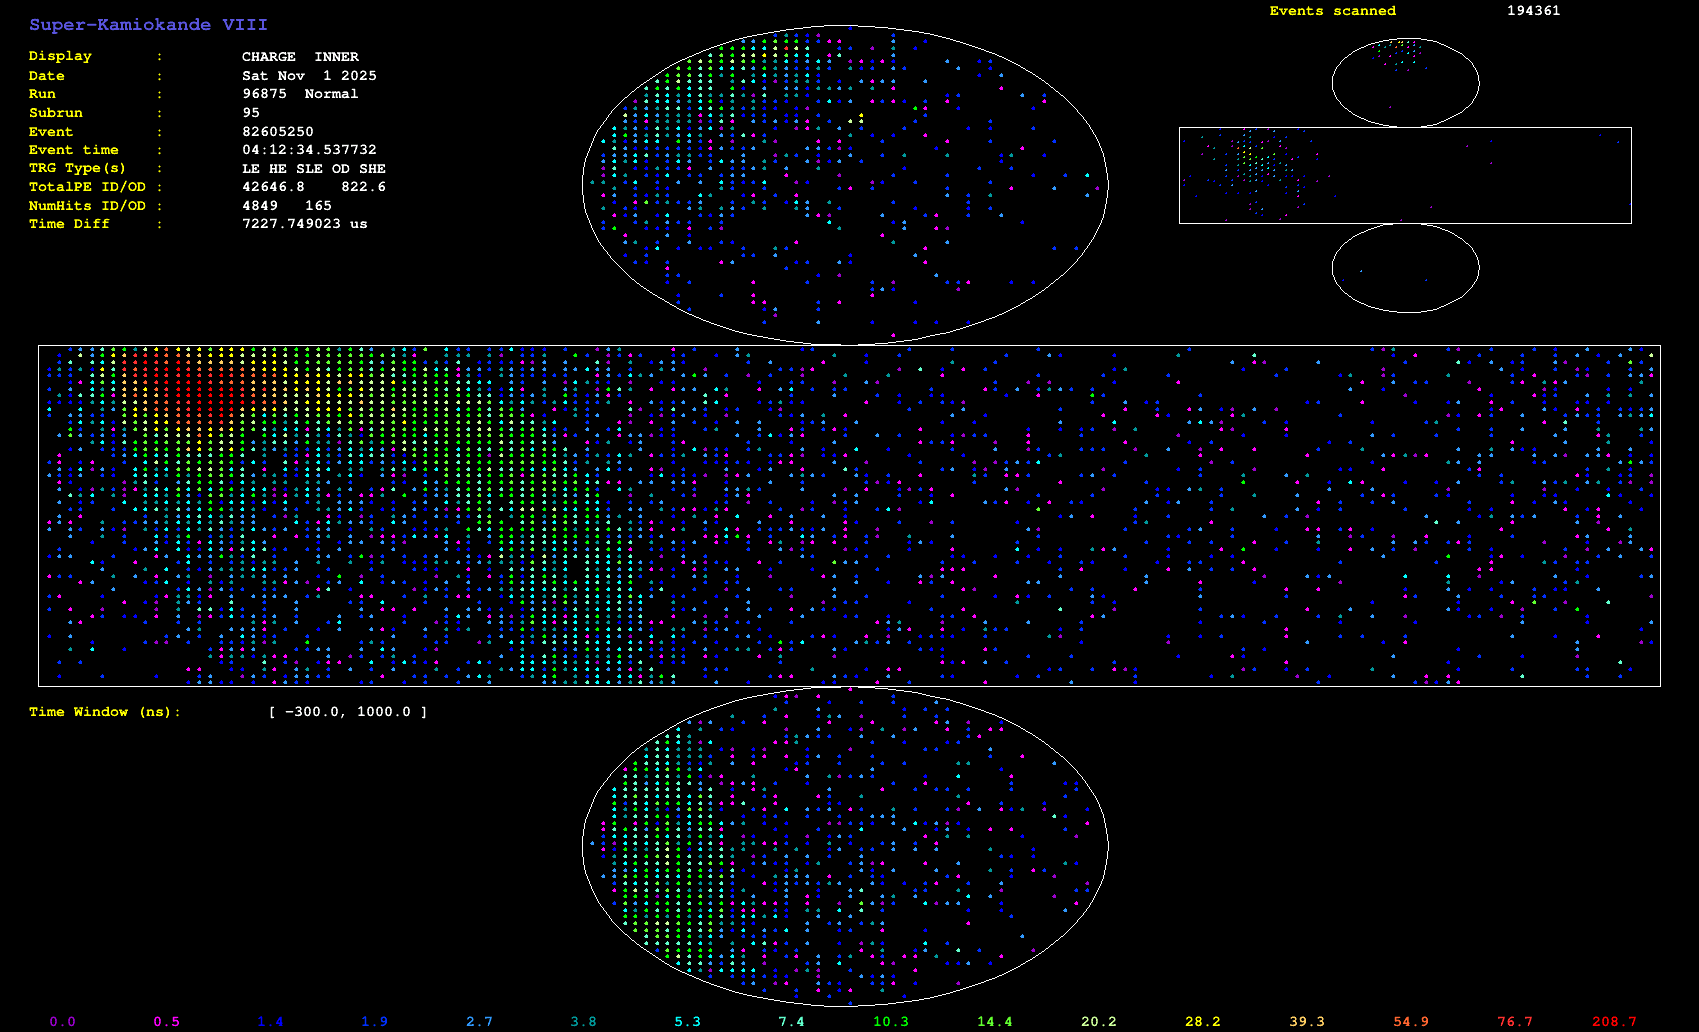 Super-Kamiokande VIII
Events scanned 194361
Display : CHARGE INNER
Date : Sat Nov 1 2025
Run : 96875 Normal
Subrun : 95
Event : 82605250
Event time : 04:12:34.537732
TRG Type(s) : LE HE SLE OD SHE
TotalPE ID/OD : 42646.8 822.6
NumHits ID/OD : 4849 165
Time Diff : 7227.749023 us
Time Window (ns): [ -300.0, 1000.0 ]
0.0 0.5 1.4 1.9 2.7 3.8 5.3 7.4 10.3 14.4 20.2 28.2 39.3 54.9 76.7 208.7